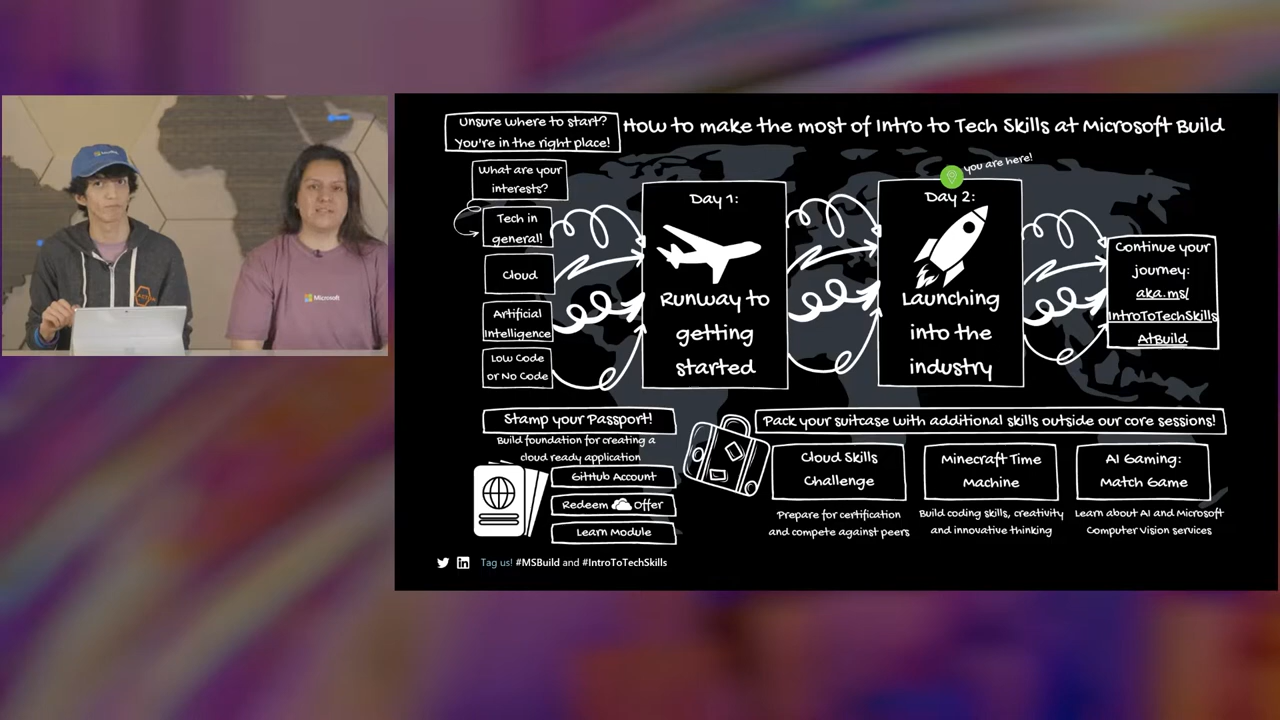 Unsure where to start?
You're in the right place!
How to make the most of Intro to Tech Skills at Microsoft Build
What are your
interests?
Tech in
general!
Cloud
Artificial
Intelligence
Low Code
or No Code
Day 1:
Runway to
getting
started
you are here!
Day 2:
Launching
into the
industry
Continue your
journey:
aka.ms/
IntroToTechSkills
AtBuild
Stamp your Passport!
Build foundation for creating a
cloud ready application
GitHub Account
Redeem Offer
Learn Module
Pack your suitcase with additional skills outside our core sessions!
Cloud Skills
Challenge
Prepare for certification
and compete against peers
Minecraft Time
Machine
Build coding skills, creativity
and innovative thinking
AI Gaming:
Match Game
Learn about AI and Microsoft
Computer Vision services
Tag us! #MSBuild and #IntroToTechSkills
Microsoft